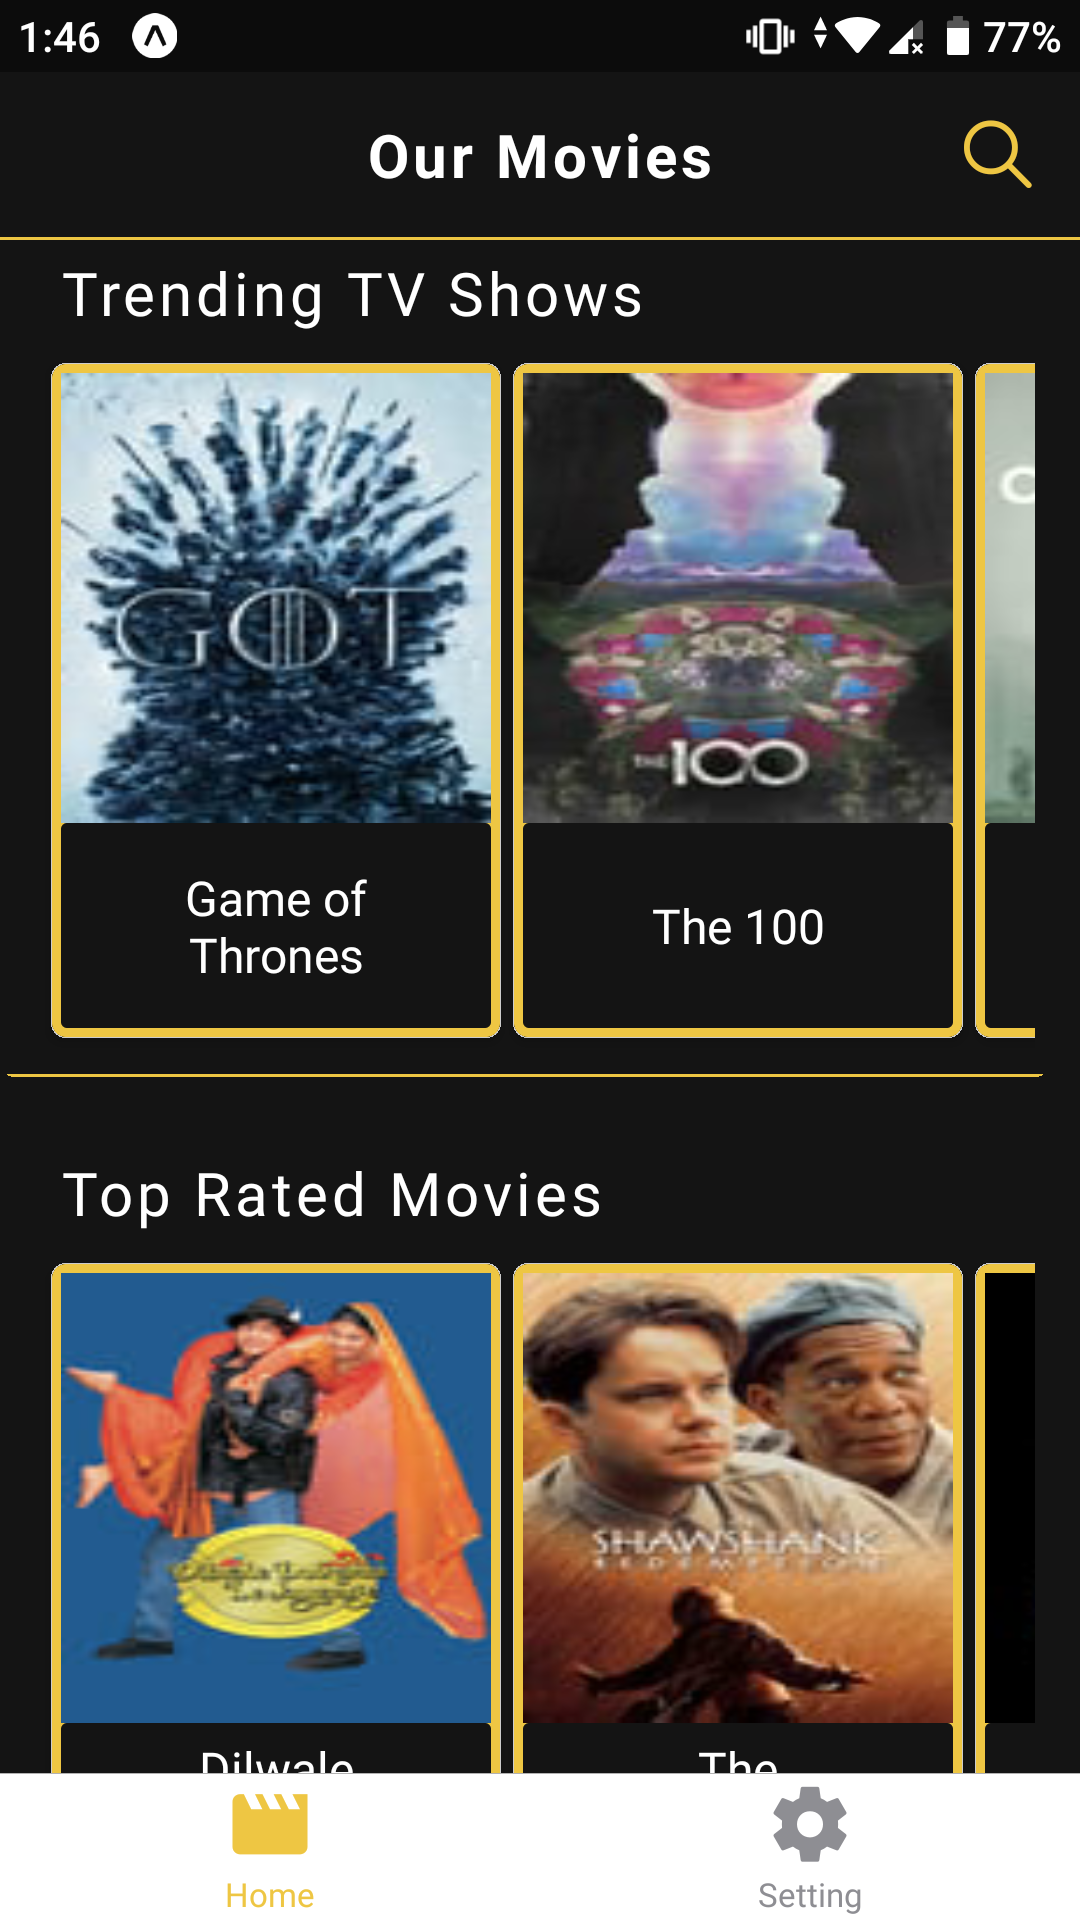 1:46
77%
Our Movies
Trending TV Shows
GOT
THE 100
Game of
Thrones
The 100
Top Rated Movies
SHAWSHANK
REDEMPTION
Dilwale
The
Home
Setting